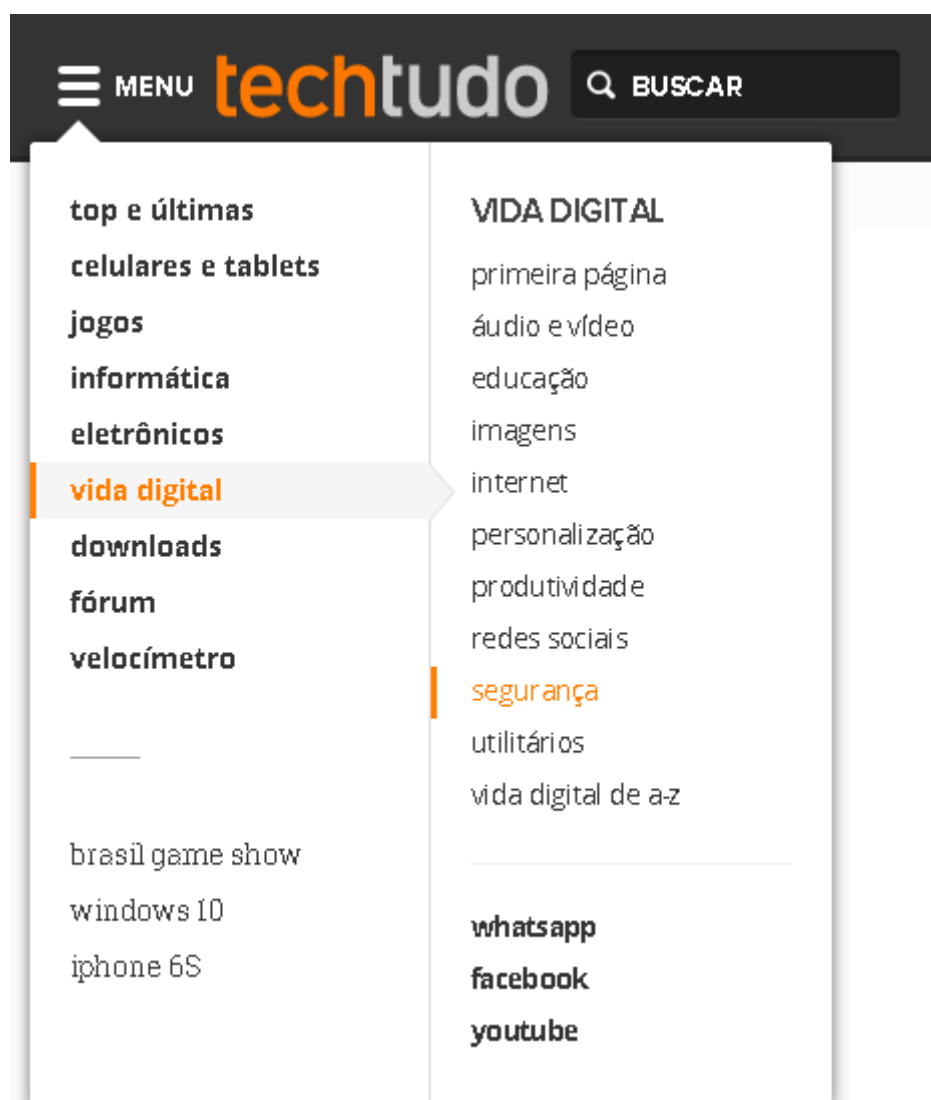 MENU techtudo BUSCAR
top e últimas
celulares e tablets
jogos
informática
eletrônicos
vida digital
downloads
fórum
velocímetro
brasil game show
windows 10
iphone 6S
VIDA DIGITAL
primeira página
áudio e vídeo
educação
imagens
internet
personalização
produtividade
redes sociais
segurança
utilitários
vida digital de a-z
whatsapp
facebook
youtube